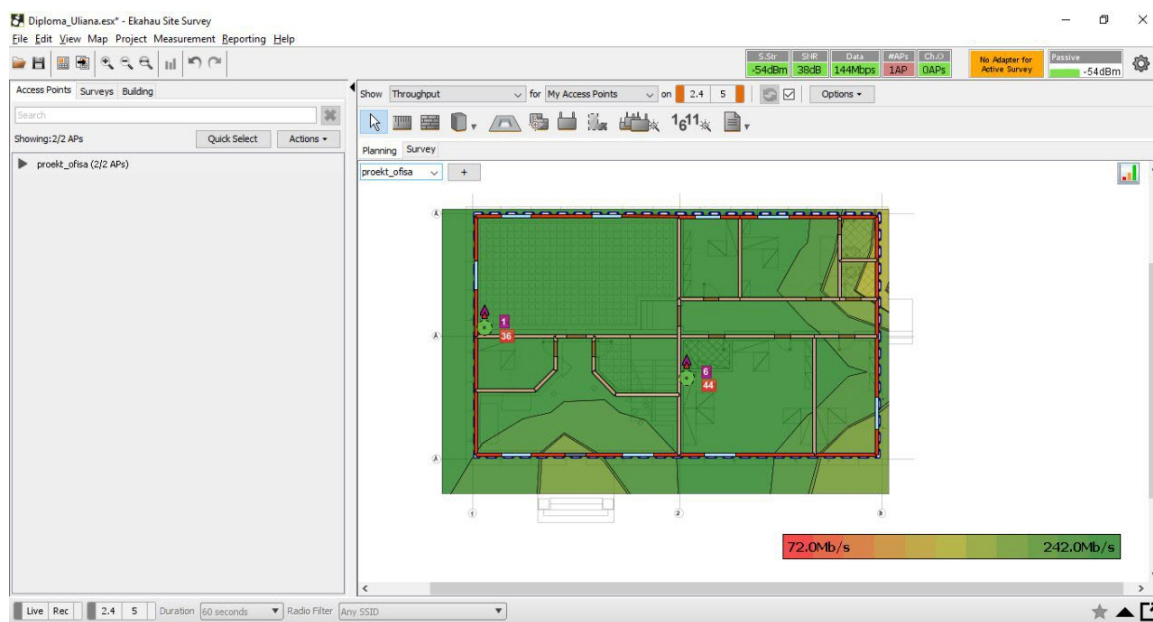 Diploma_Uliana.esx* - Ekahau Site Survey
File Edit View Map Project Measurement Reporting Help
S.Str SNR Data #APs Ch.O
-54dBm 38dB 144Mbps 1AP 0APs
No Adapter for
Active Survey
Passive
-54dBm
Access Points Surveys Building
Search
Showing:2/2 APs Quick Select Actions
proekt_ofisa (2/2 APs)
Show Throughput for My Access Points on 2.4 5 Options
Planning Survey
proekt_ofisa +
1
36
6
44
1 2
72.0Mb/s 242.0Mb/s
Live Rec 2.4 5 Duration 60 seconds Radio Filter Any SSID